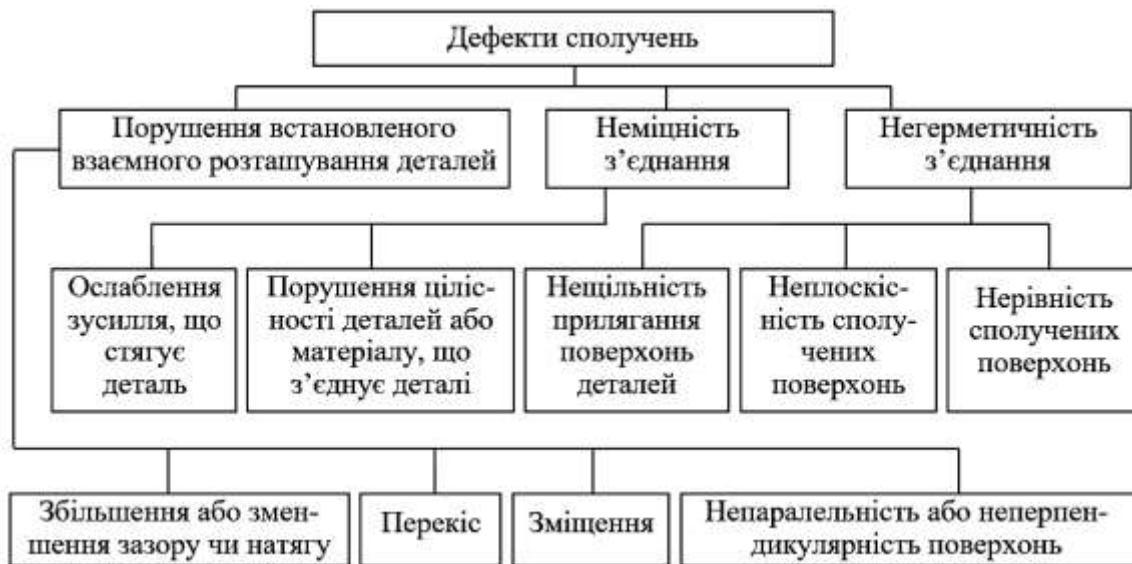 Дефекти сполучень
Порушення встановленого
взаємного розташування деталей
Неміцність
з’єднання
Негерметичність
з’єднання
Ослаблення
зусилля, що
стягує
деталь
Порушення ціліс-
ності деталей або
матеріалу, що
з’єднує деталі
Нещільність
прилягання
поверхонь
деталей
Неплоскіс-
ність сполу-
чених
поверхонь
Нерівність
сполучених
поверхонь
Збільшення або змен-
шення зазору чи натягу
Перекіс
Зміщення
Непаралельність або неперпен-
дикулярність поверхонь